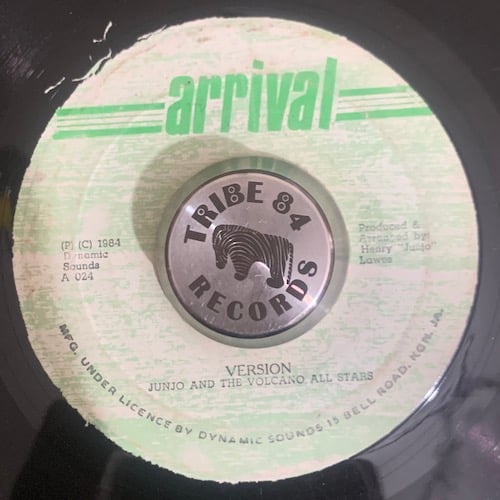 arrival
TRIBE 84
RECORDS
(P) (C) 1984
Dynamic
Sounds
A 024
Produced &
Arranged by:
Henry "Junjo"
Lawes
VERSION
JUNJO AND THE VOLCANO ALL STARS
MFG. UNDER LICENCE BY DYNAMIC SOUNDS 15 BELL ROAD. KGN. JA.